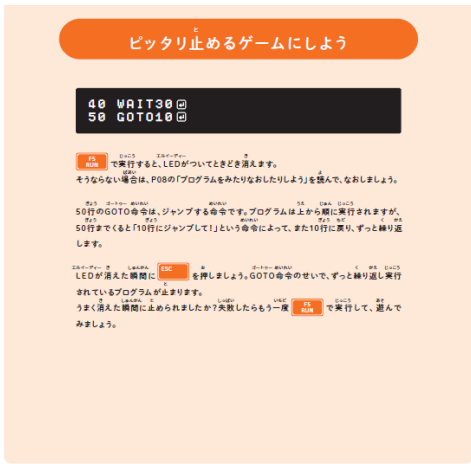 ピッタリ止めるゲームにしよう
40 WAIT30
50 GOTO10
F5 RUN で実行すると、LEDがついてときどき消えます。
そうならない場合は、P08の「プログラムをみたりなおしたりしよう」を読んで、なおしましょう。
50行のGOTO命令は、ジャンプする命令です。プログラムは上から順に実行されますが、
50行までくると「10行にジャンプして!」という命令によって、また10行に戻り、ずっと繰り返
します。
LEDが消えた瞬間に ESC を押しましょう。GOTO命令のせいで、ずっと繰り返し実行
されているプログラムが止まります。
うまく消えた瞬間に止められましたか?失敗したらもう一度 F5 RUN で実行して、遊んで
みましょう。